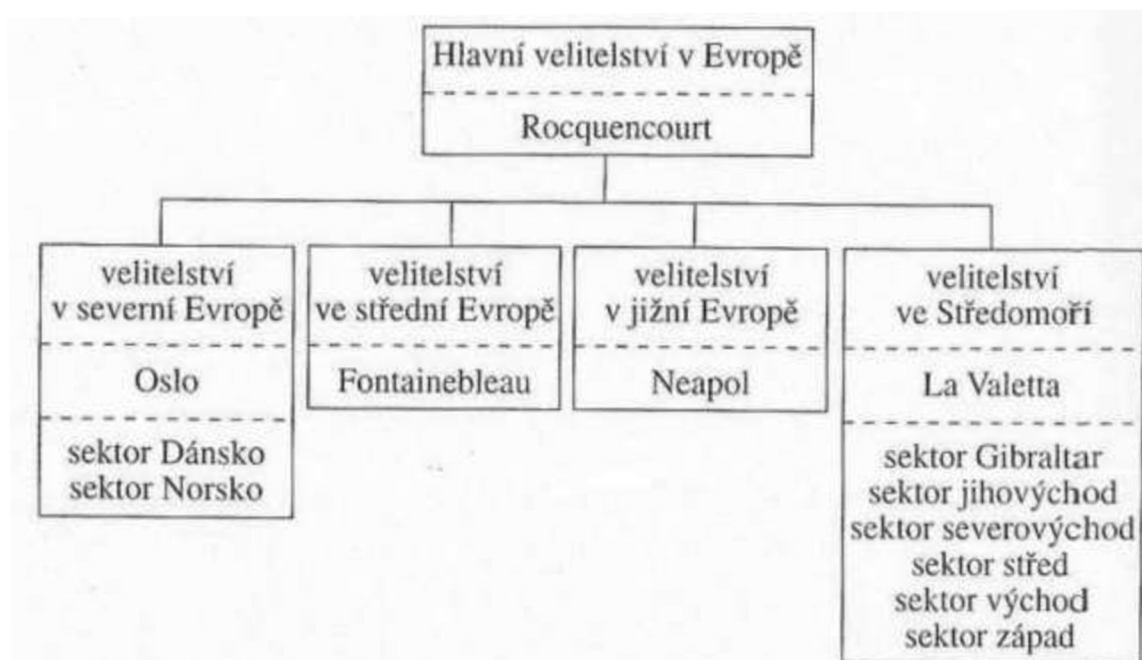 Hlavní velitelství v Evropě
Rocquencourt
velitelství
v severní Evropě
Oslo
sektor Dánsko
sektor Norsko
velitelství
ve střední Evropě
Fontainebleau
velitelství
v jižní Evropě
Neapol
velitelství
ve Středomoří
La Valetta
sektor Gibraltar
sektor jihovýchod
sektor severovýchod
sektor střed
sektor východ
sektor západ